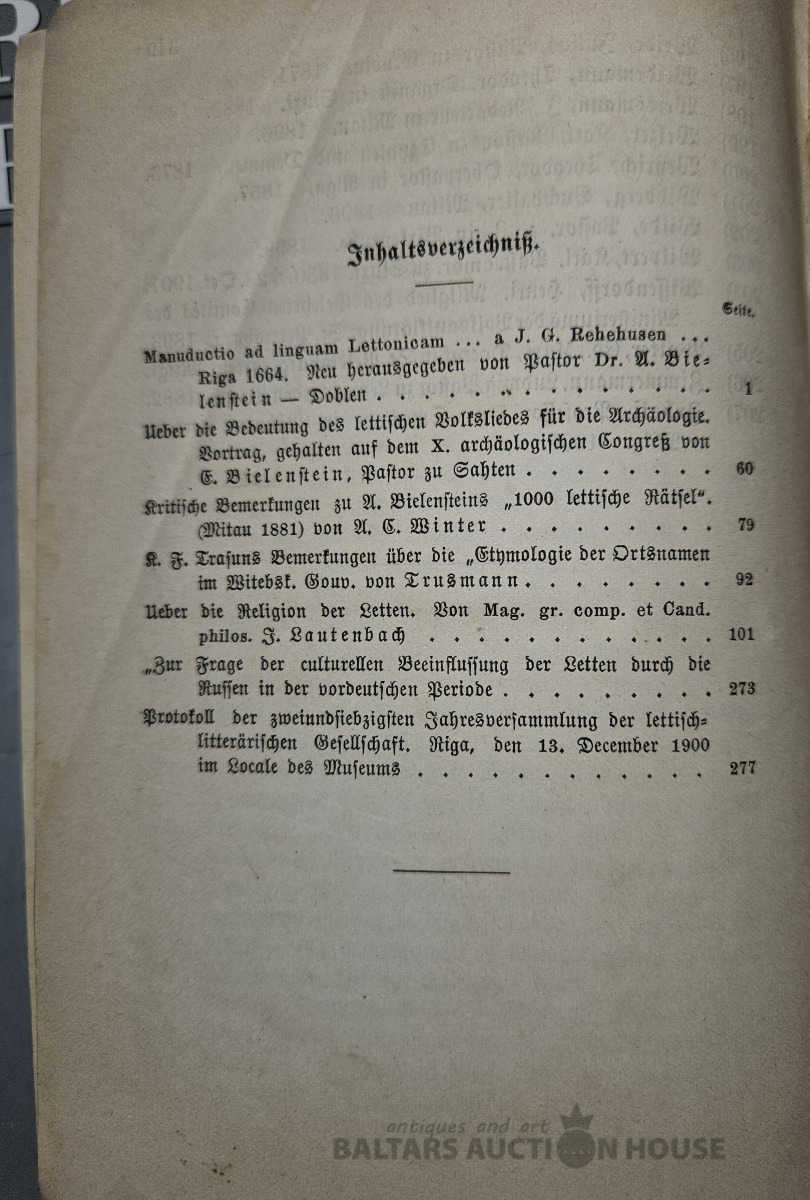 Inhaltsverzeichniß.
Seite.
Manuductio ad linguam Lettonicam ... a J. G. Rehehusen ...
Riga 1664. Neu herausgegeben von Pastor Dr. A. Bie-
lenstein — Doblen . . . . . . . . . . . . . 1
Ueber die Bedeutung des lettischen Volksliedes für die Archäologie.
Vortrag, gehalten auf dem X. archäologischen Congreß von
E. Bielenstein, Pastor zu Sahten . . . . . . . . 60
Kritische Bemerkungen zu A. Bielensteins „1000 lettische Rätsel“.
(Mitau 1881) von A. C. Winter . . . . . . . . . 79
K. F. Trasuns Bemerkungen über die „Etymologie der Ortsnamen
im Witebsk. Gouv. von Trusmann . . . . . . . . 92
Ueber die Religion der Letten. Von Mag. gr. comp. et Cand.
philos. J. Lautenbach . . . . . . . . . . . . 101
„Zur Frage der culturellen Beeinflussung der Letten durch die
Russen in der vordeutschen Periode . . . . . . . . . 273
Protokoll der zweiundsiebzigsten Jahresversammlung der lettisch-
litterärischen Gesellschaft. Riga, den 13. December 1900
im Locale des Museums . . . . . . . . . . . . 277
antiques and art
BALTARS AUCTION HOUSE